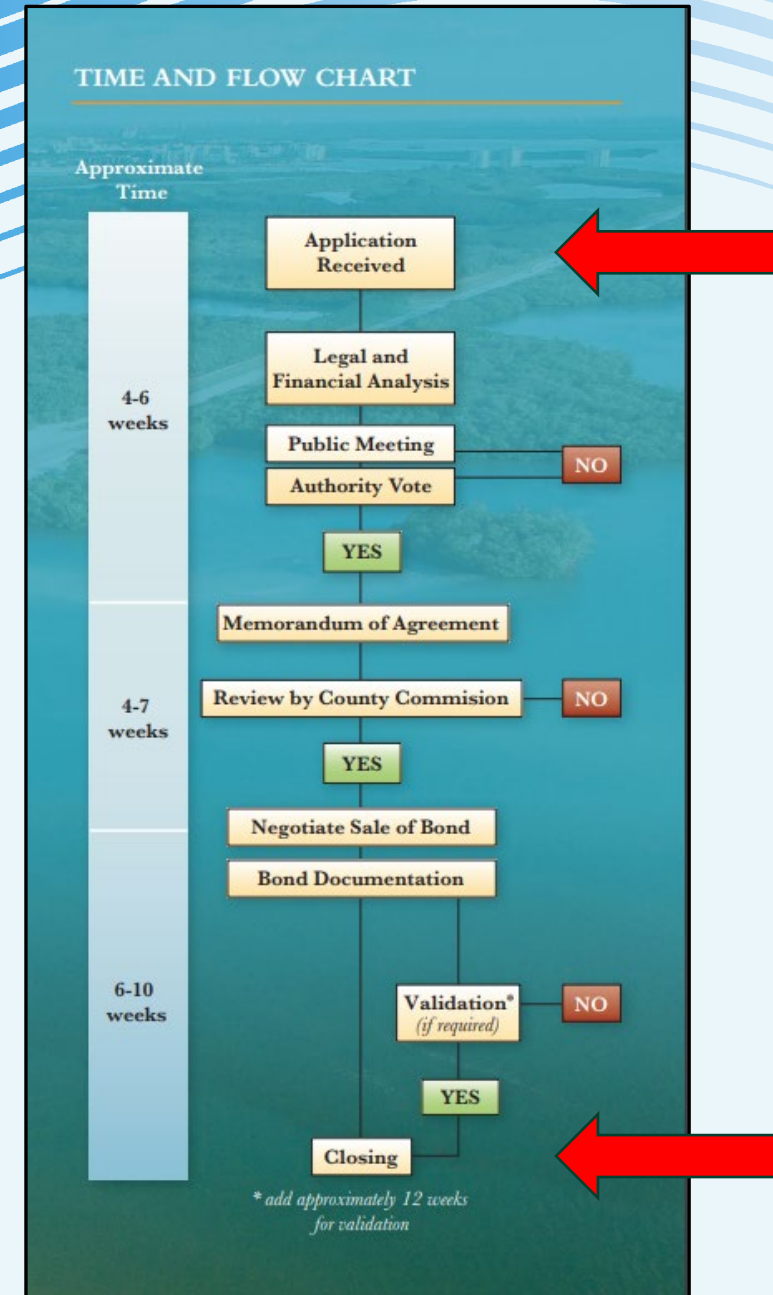 TIME AND FLOW CHART
Approximate
Time
Application
Received
Legal and
Financial Analysis
4-6
weeks
Public Meeting
NO
Authority Vote
YES
Memorandum of Agreement
4-7
weeks
Review by County Commision
NO
YES
Negotiate Sale of Bond
Bond Documentation
6-10
weeks
Validation*
(if required)
NO
YES
Closing
* add approximately 12 weeks
for validation